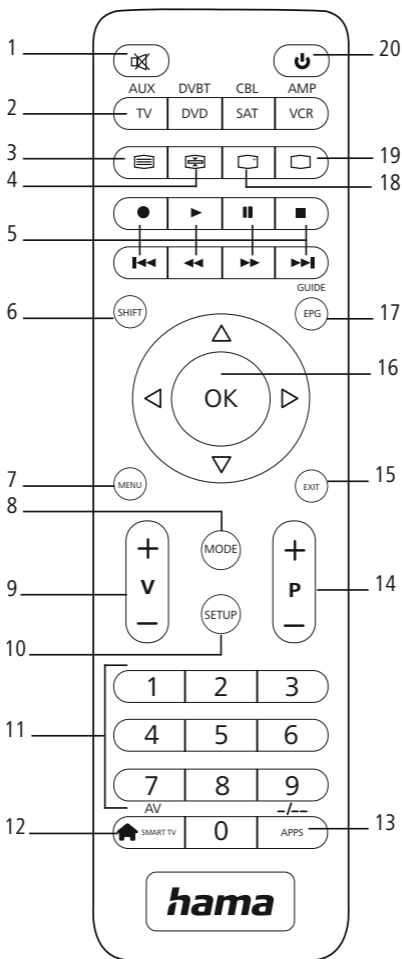 1
20
AUX DVBT CBL AMP
2 TV DVD SAT VCR
3
4
19
18
5
GUIDE
6 SHIFT EPG 17
16
OK
7 MENU EXIT 15
8 MODE
+ +
9 V P 14
− −
10 SETUP
1 2 3
11 4 5 6
7 8 9
AV -/--
12 SMART TV 0 APPS 13
hama